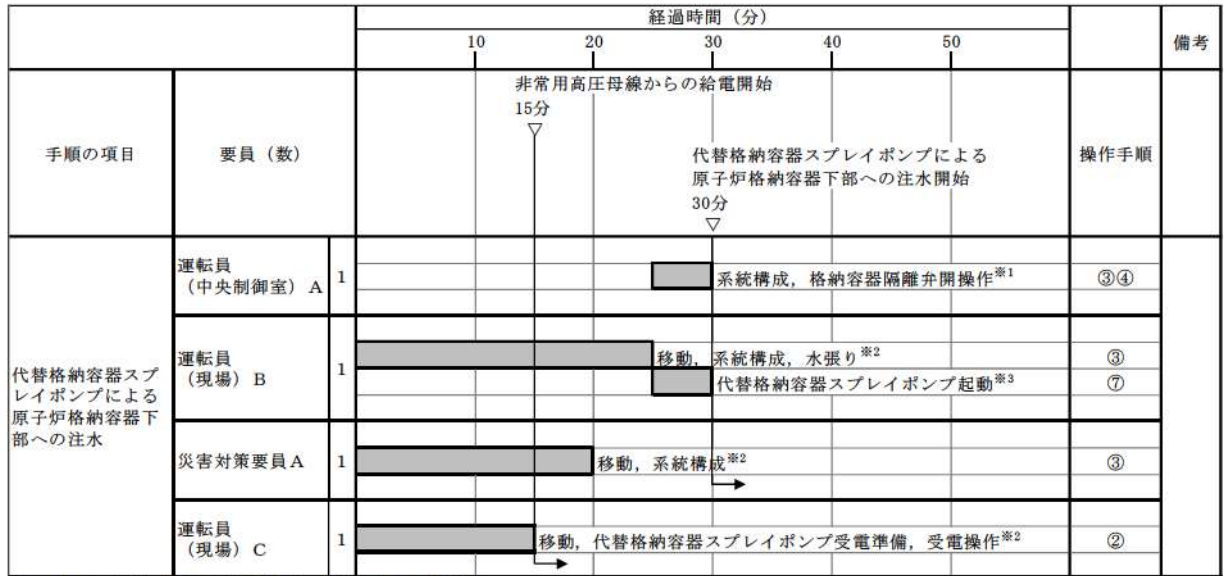 経過時間（分）
10 20 30 40 50
備考
手順の項目
要員（数）
操作手順
非常用高圧母線からの給電開始
15分
▽
代替格納容器スプレイポンプによる
原子炉格納容器下部への注水開始
30分
▽
代替格納容器スプ
レイポンプによる
原子炉格納容器下
部への注水
運転員
（中央制御室）A
1
系統構成，格納容器隔離弁開操作※1
③④
運転員
（現場）B
1
移動，系統構成，水張り※2
③
代替格納容器スプレイポンプ起動※3
⑦
災害対策要員A
1
移動，系統構成※2
③
運転員
（現場）C
1
移動，代替格納容器スプレイポンプ受電準備，受電操作※2
②